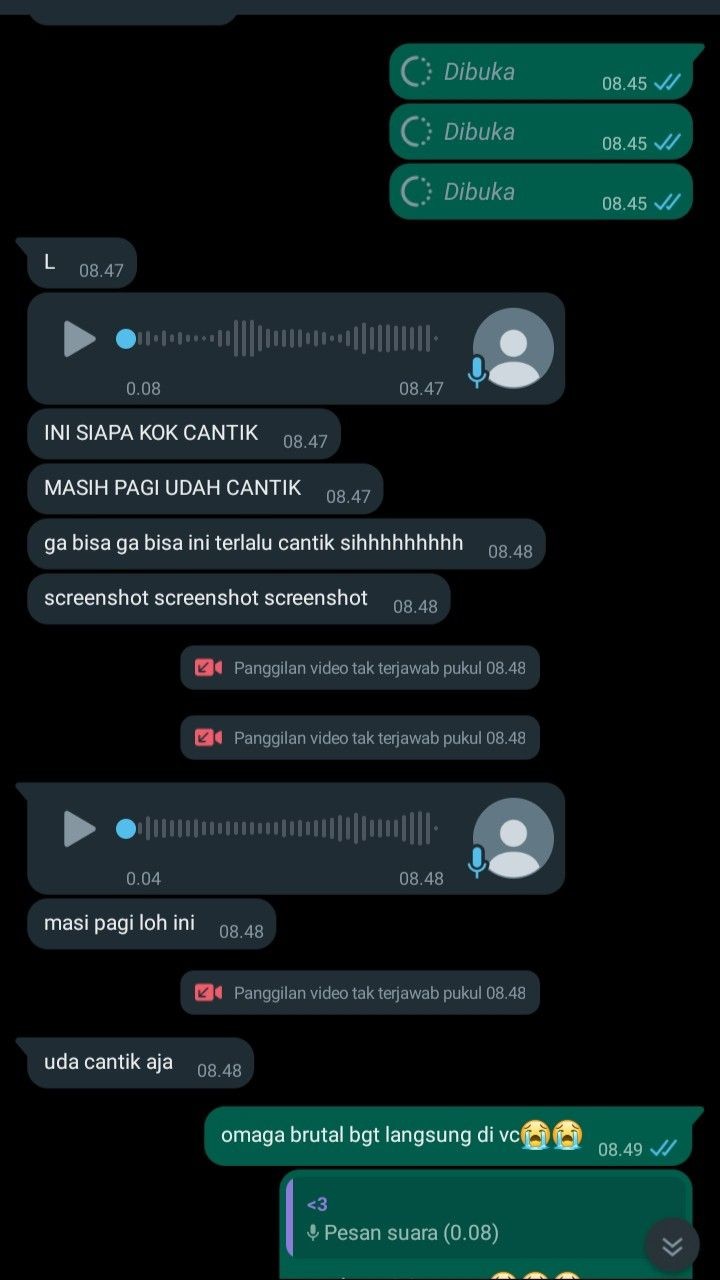 Dibuka 08.45
Dibuka 08.45
Dibuka 08.45
L 08.47
0.08 08.47
INI SIAPA KOK CANTIK 08.47
MASIH PAGI UDAH CANTIK 08.47
ga bisa ga bisa ini terlalu cantik sihhhhhhhhh 08.48
screenshot screenshot screenshot 08.48
Panggilan video tak terjawab pukul 08.48
Panggilan video tak terjawab pukul 08.48
0.04 08.48
masi pagi loh ini 08.48
Panggilan video tak terjawab pukul 08.48
uda cantik aja 08.48
omaga brutal bgt langsung di vc😭😭 08.49
<3
Pesan suara (0.08)